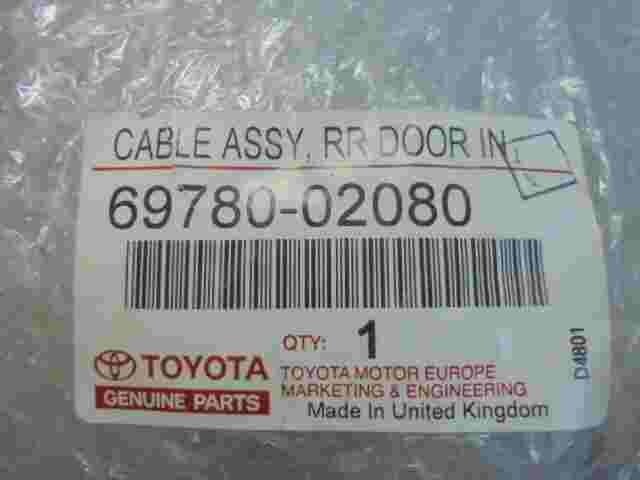 CABLE ASSY, RR DOOR IN
69780-02080
QTY: 1
TOYOTA
GENUINE PARTS
TOYOTA MOTOR EUROPE
MARKETING & ENGINEERING
Made In United Kingdom
D4801